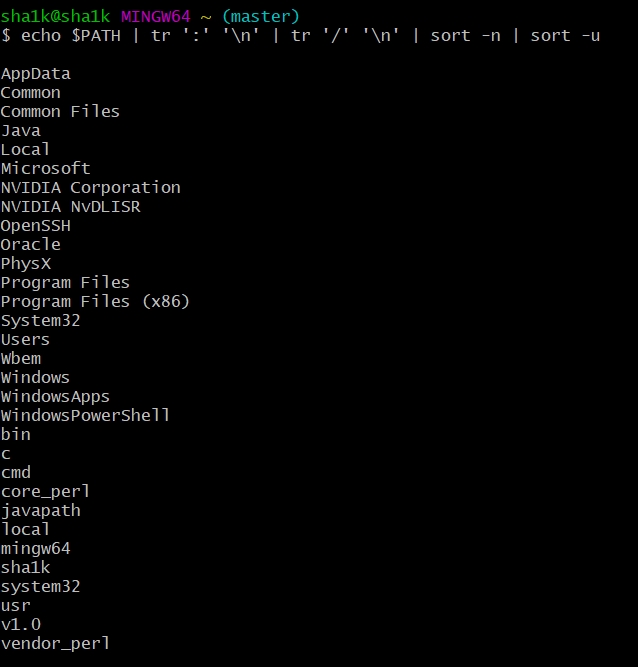 sha1k@sha1k MINGW64 ~ (master)
$ echo $PATH | tr ':' '\n' | tr '/' '\n' | sort -n | sort -u
AppData
Common
Common Files
Java
Local
Microsoft
NVIDIA Corporation
NVIDIA NvDLISR
OpenSSH
Oracle
PhysX
Program Files
Program Files (x86)
System32
Users
Wbem
Windows
WindowsApps
WindowsPowerShell
bin
c
cmd
core_perl
javapath
local
mingw64
sha1k
system32
usr
v1.0
vendor_perl